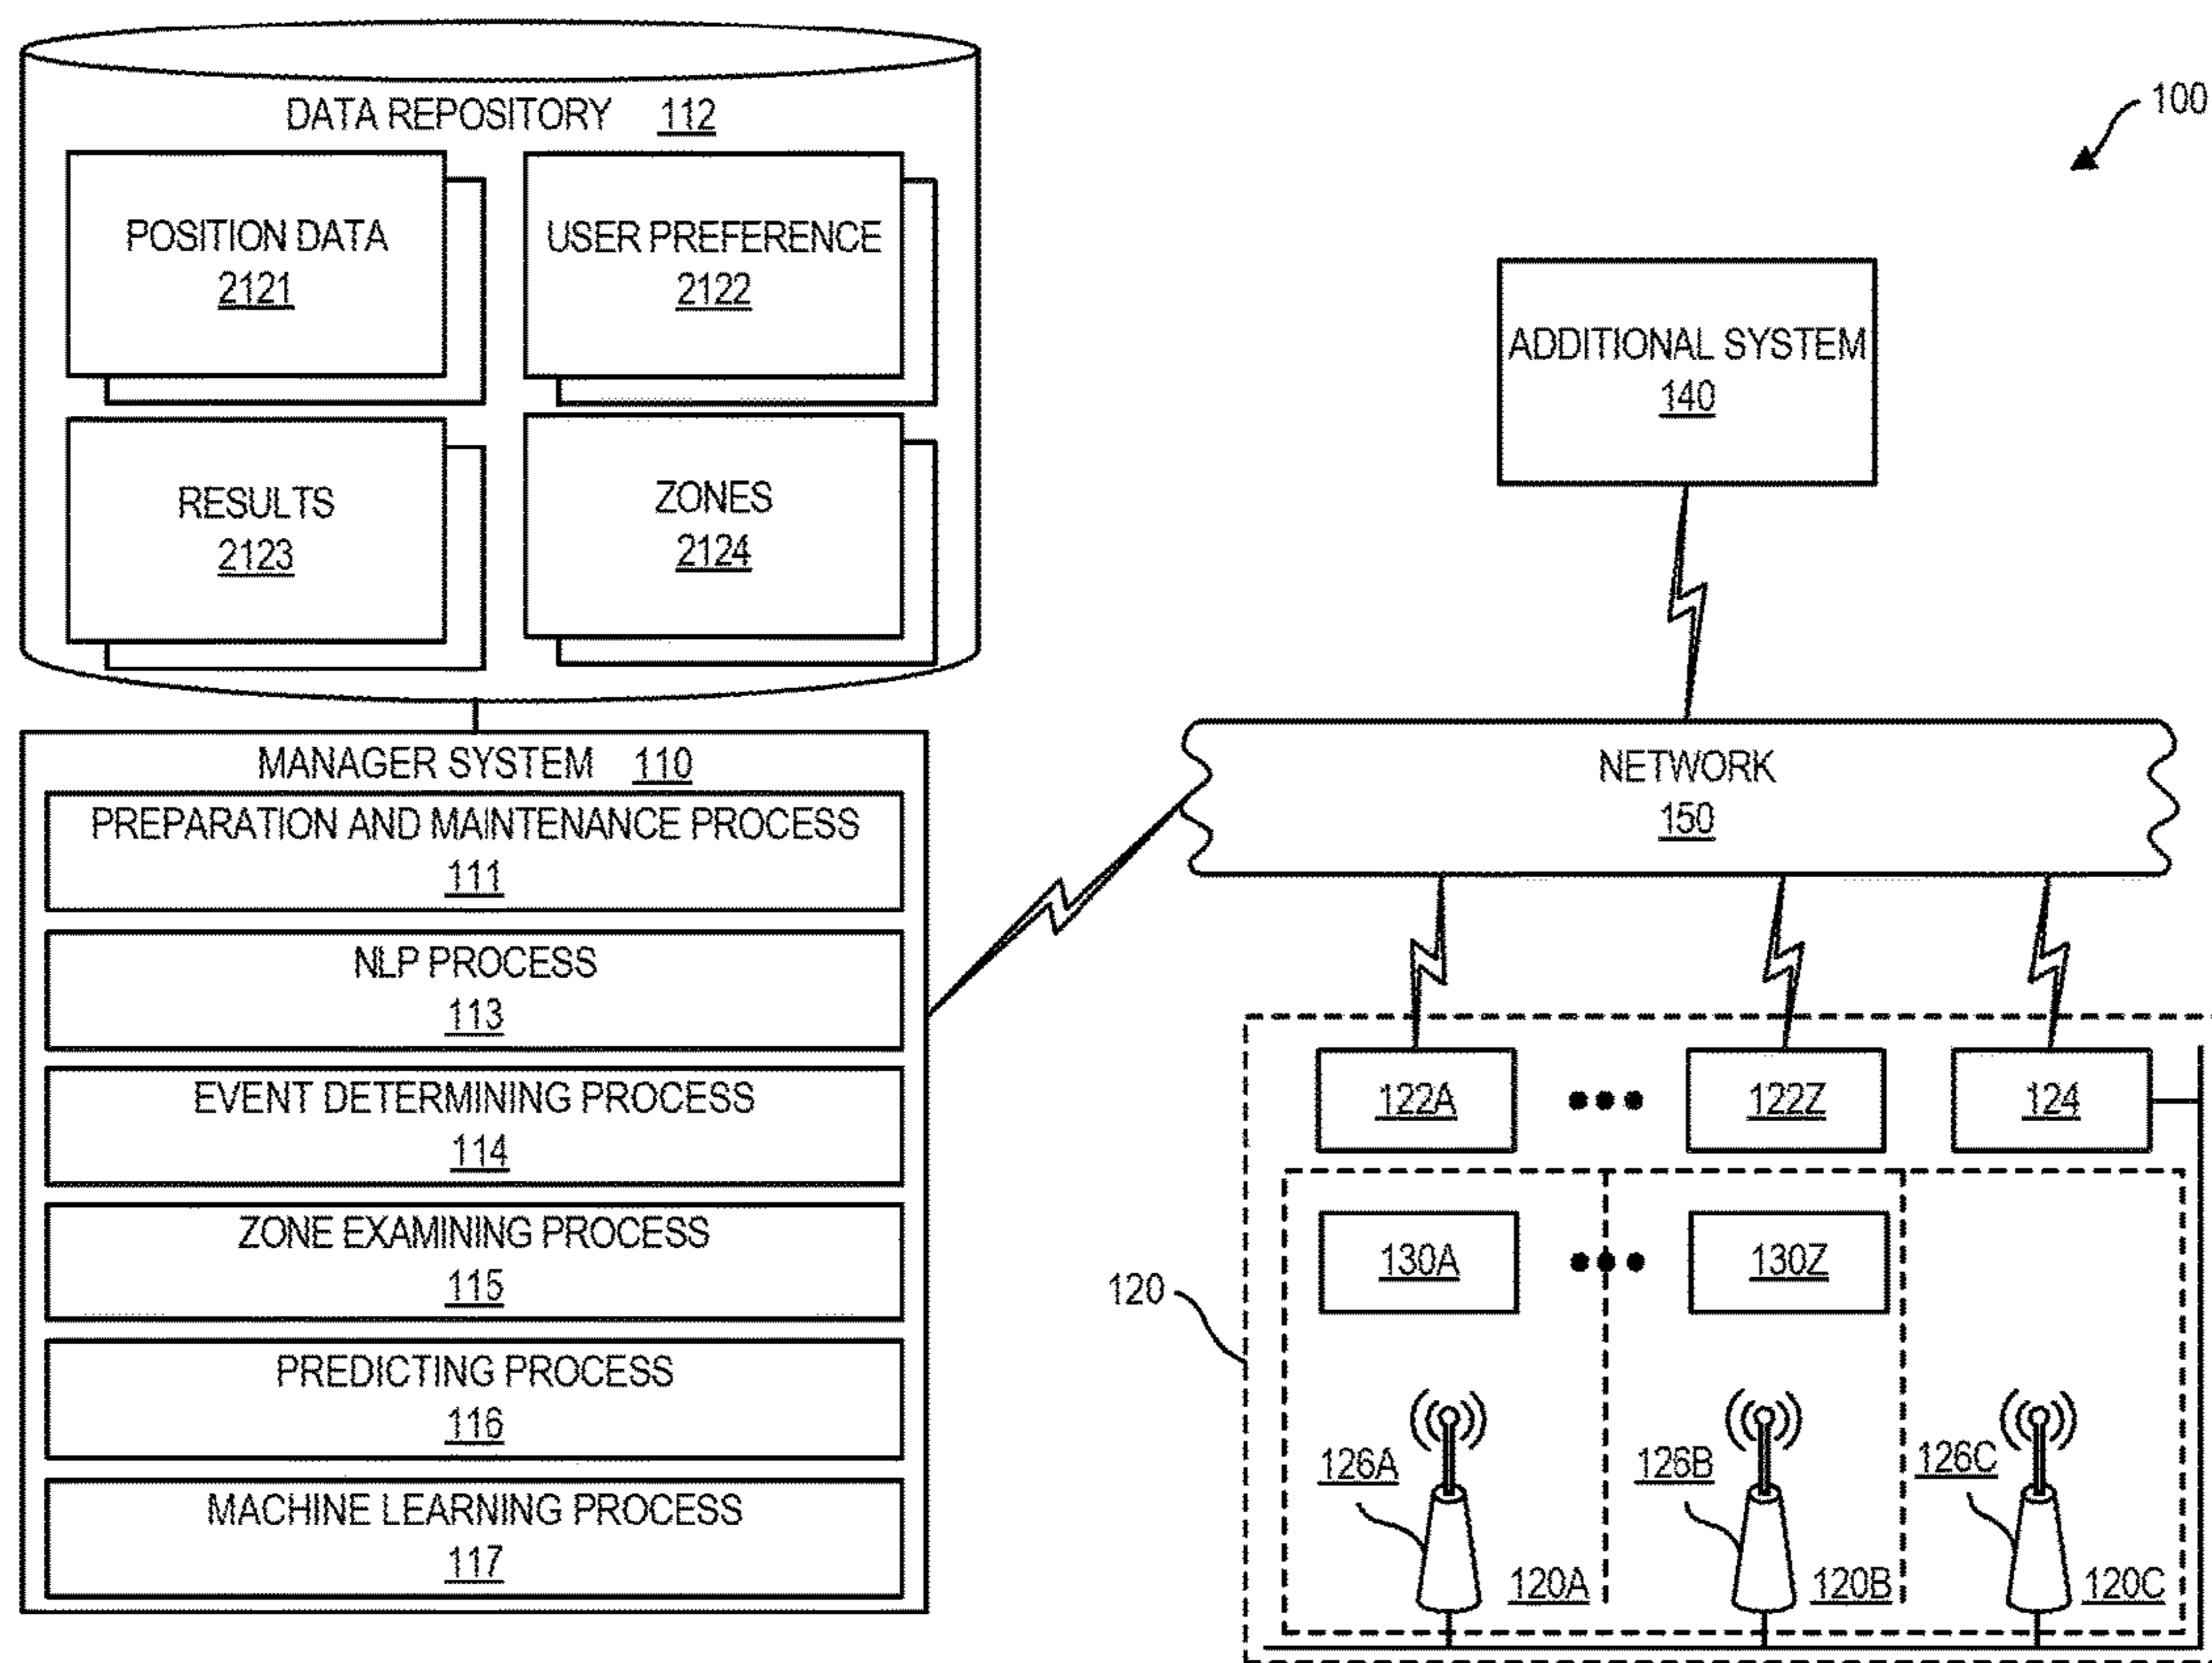 DATA REPOSITORY 112
POSITION DATA
2121
USER PREFERENCE
2122
RESULTS
2123
ZONES
2124
100
ADDITIONAL SYSTEM
140
MANAGER SYSTEM 110
PREPARATION AND MAINTENANCE PROCESS
111
NLP PROCESS
113
EVENT DETERMINING PROCESS
114
ZONE EXAMINING PROCESS
115
PREDICTING PROCESS
116
MACHINE LEARNING PROCESS
117
NETWORK
150
122A
122Z
124
130A
130Z
120
126A
126B
126C
120A
120B
120C